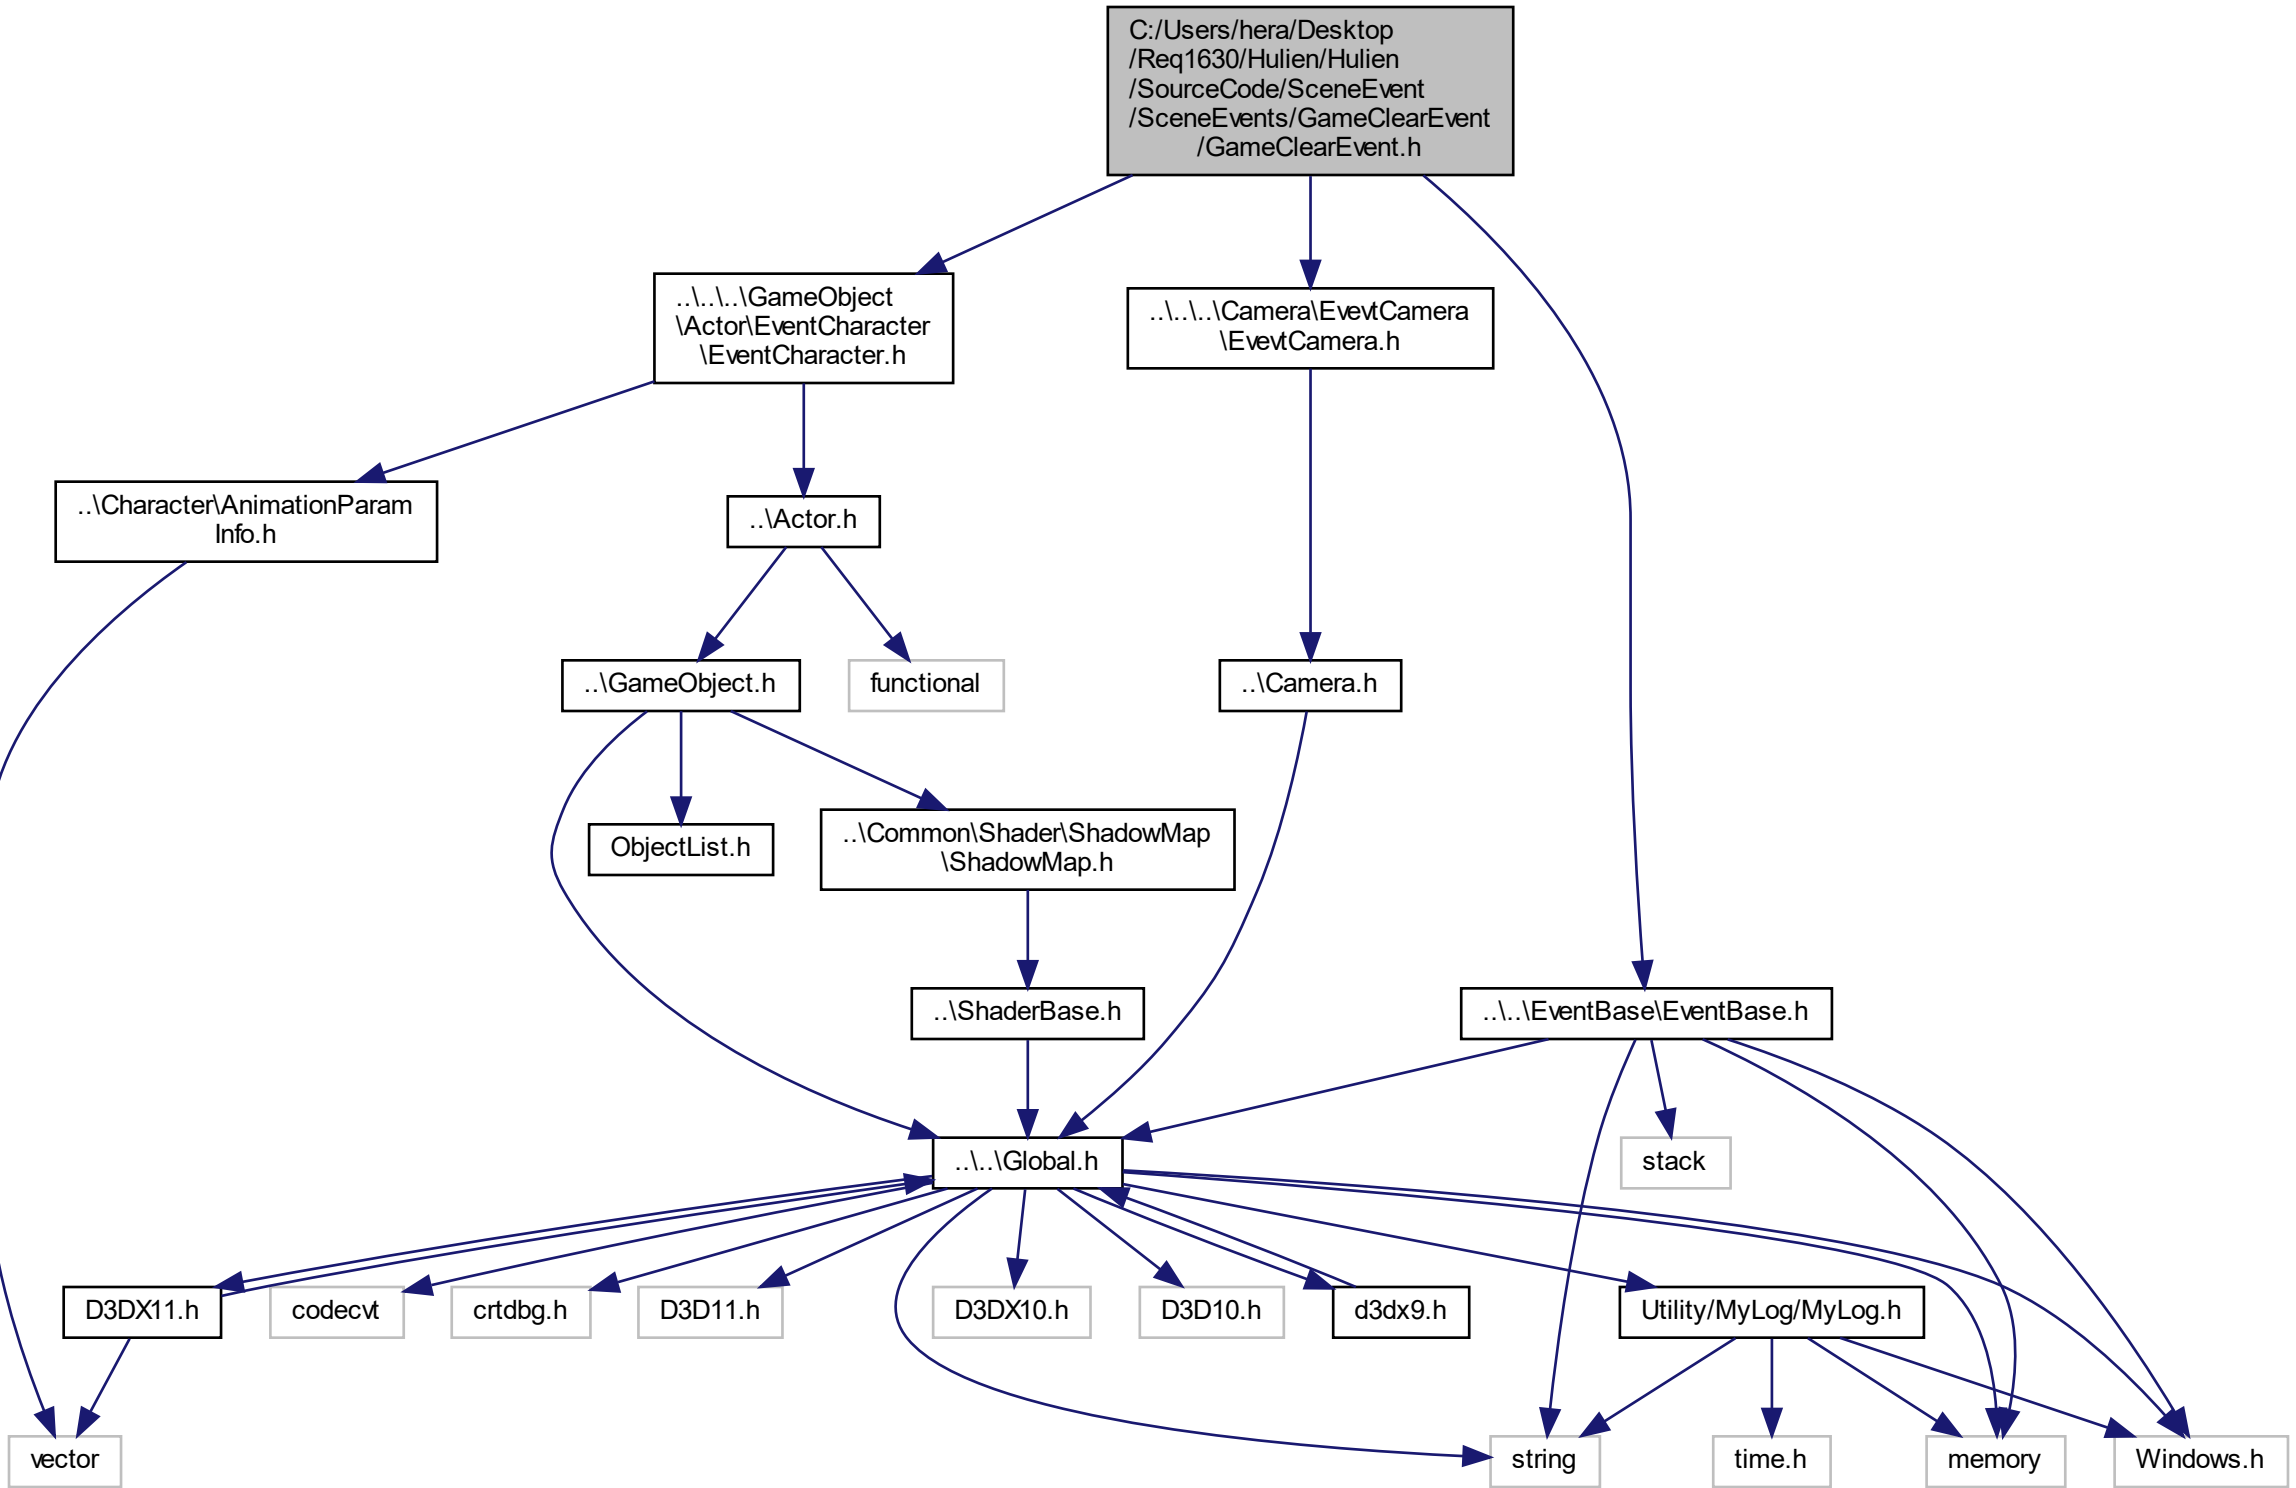 C:/Users/hera/Desktop
/Req1630/Hulien/Hulien
/SourceCode/SceneEvent
/SceneEvents/GameClearEvent
/GameClearEvent.h
..\..\..\GameObject
\Actor\EventCharacter
\EventCharacter.h
..\..\..\Camera\EvevtCamera
\EvevtCamera.h
..\Character\AnimationParam
Info.h
..\Actor.h
..\GameObject.h
functional
..\Camera.h
ObjectList.h
..\Common\Shader\ShadowMap
\ShadowMap.h
..\ShaderBase.h
..\..\EventBase\EventBase.h
..\..\Global.h
stack
D3DX11.h
codecvt
crtdbg.h
D3D11.h
D3DX10.h
D3D10.h
d3dx9.h
Utility/MyLog/MyLog.h
vector
string
time.h
memory
Windows.h